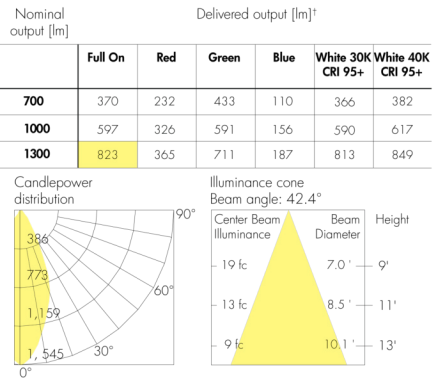 Nominal output [lm]
Delivered output [lm]†
Full On Red Green Blue White 30K CRI 95+ White 40K CRI 95+
700 370 232 433 110 366 382
1000 597 326 591 156 590 617
1300 823 365 711 187 813 849
Candlepower
distribution
90°
386
773
60°
1,159
1,545
30°
0°
Illuminance cone
Beam angle: 42.4°
Center Beam Illuminance Beam Diameter Height
19 fc 7.0 ' 9'
13 fc 8.5 ' 11'
9 fc 10.1 ' 13'